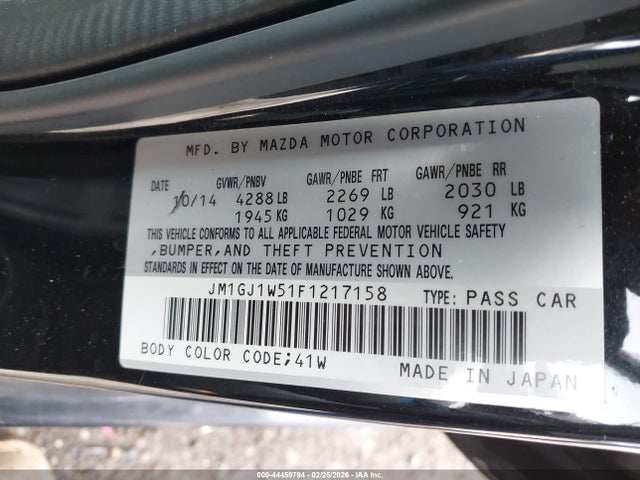 MFD. BY MAZDA MOTOR CORPORATION
DATE GVWR/PNBV GAWR/PNBE FRT GAWR/PNBE RR
10/14 4288 LB 2269 LB 2030 LB
1945 KG 1029 KG 921 KG
THIS VEHICLE CONFORMS TO ALL APPLICABLE FEDERAL MOTOR VEHICLE SAFETY
,BUMPER,AND THEFT PREVENTION
STANDARDS IN EFFECT ON THE DATE OF MANUFACTURE SHOWN ABOVE.
JM1GJ1W51F1217158 TYPE: PASS CAR
BODY COLOR CODE;41W
MADE IN JAPAN
000-44459794 - 02/25/2026 - IAAI.COM